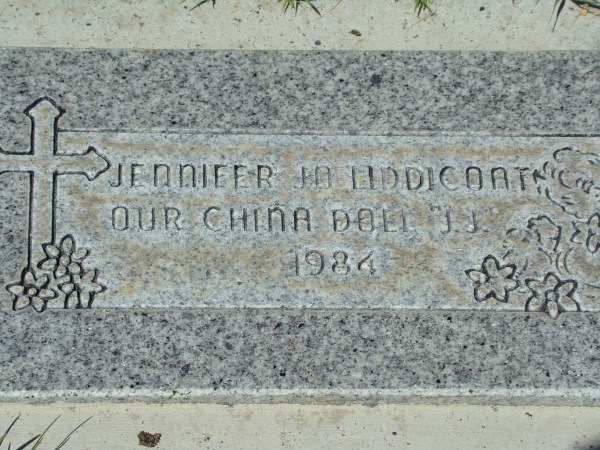 JENNIFER JO LIDDICOAT
OUR CHINA DOLL "J.J."
1984